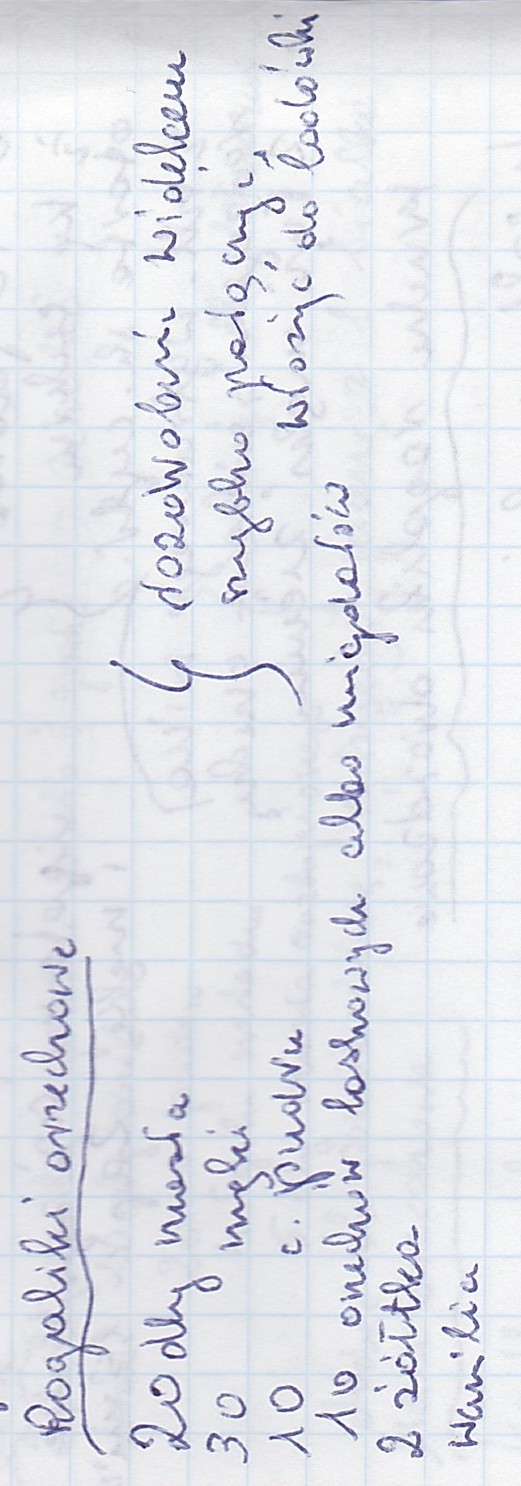 Rogaliki orzechowe
20 dkg masła
30 mąki
10 c. pudru
rozdrobnić widelcem
szybko połączyć
włożyć do lodówki
10 orzechów laskowych albo migdałów
2 żółtka
wanilia